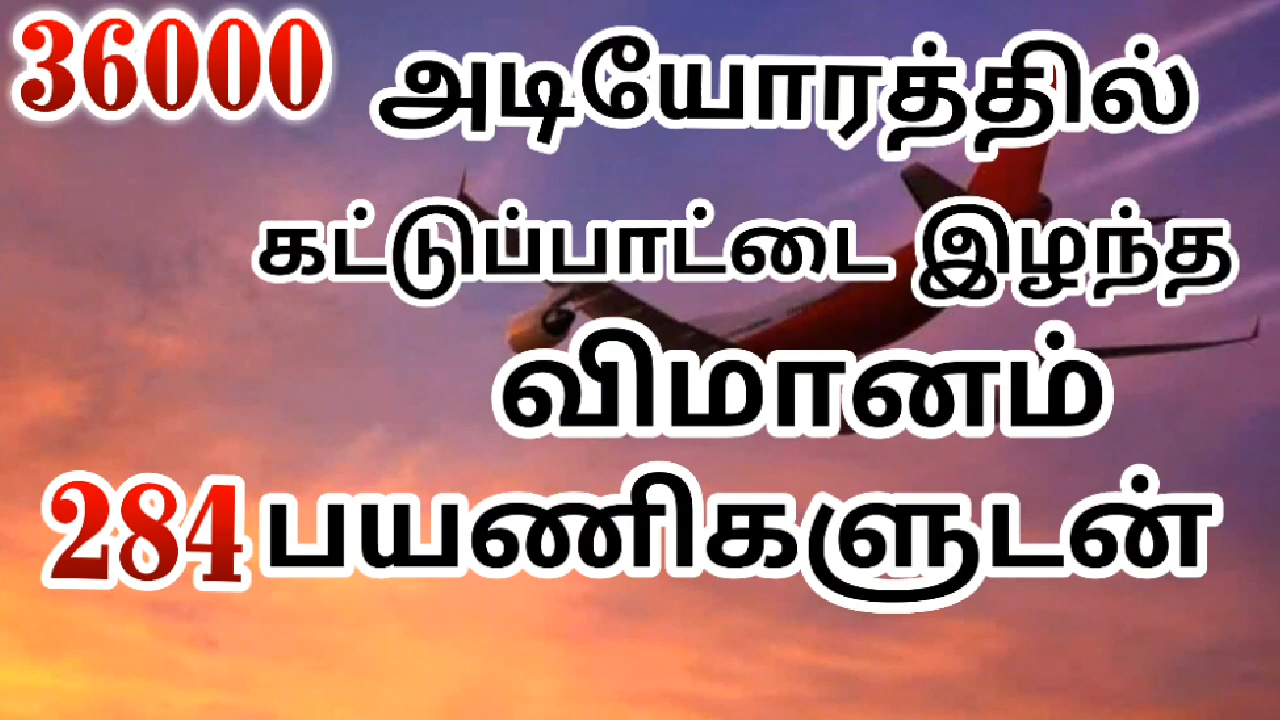 36000 அடியோரத்தில்
கட்டுப்பாட்டை இழந்த
விமானம்
284 பயணிகளுடன்